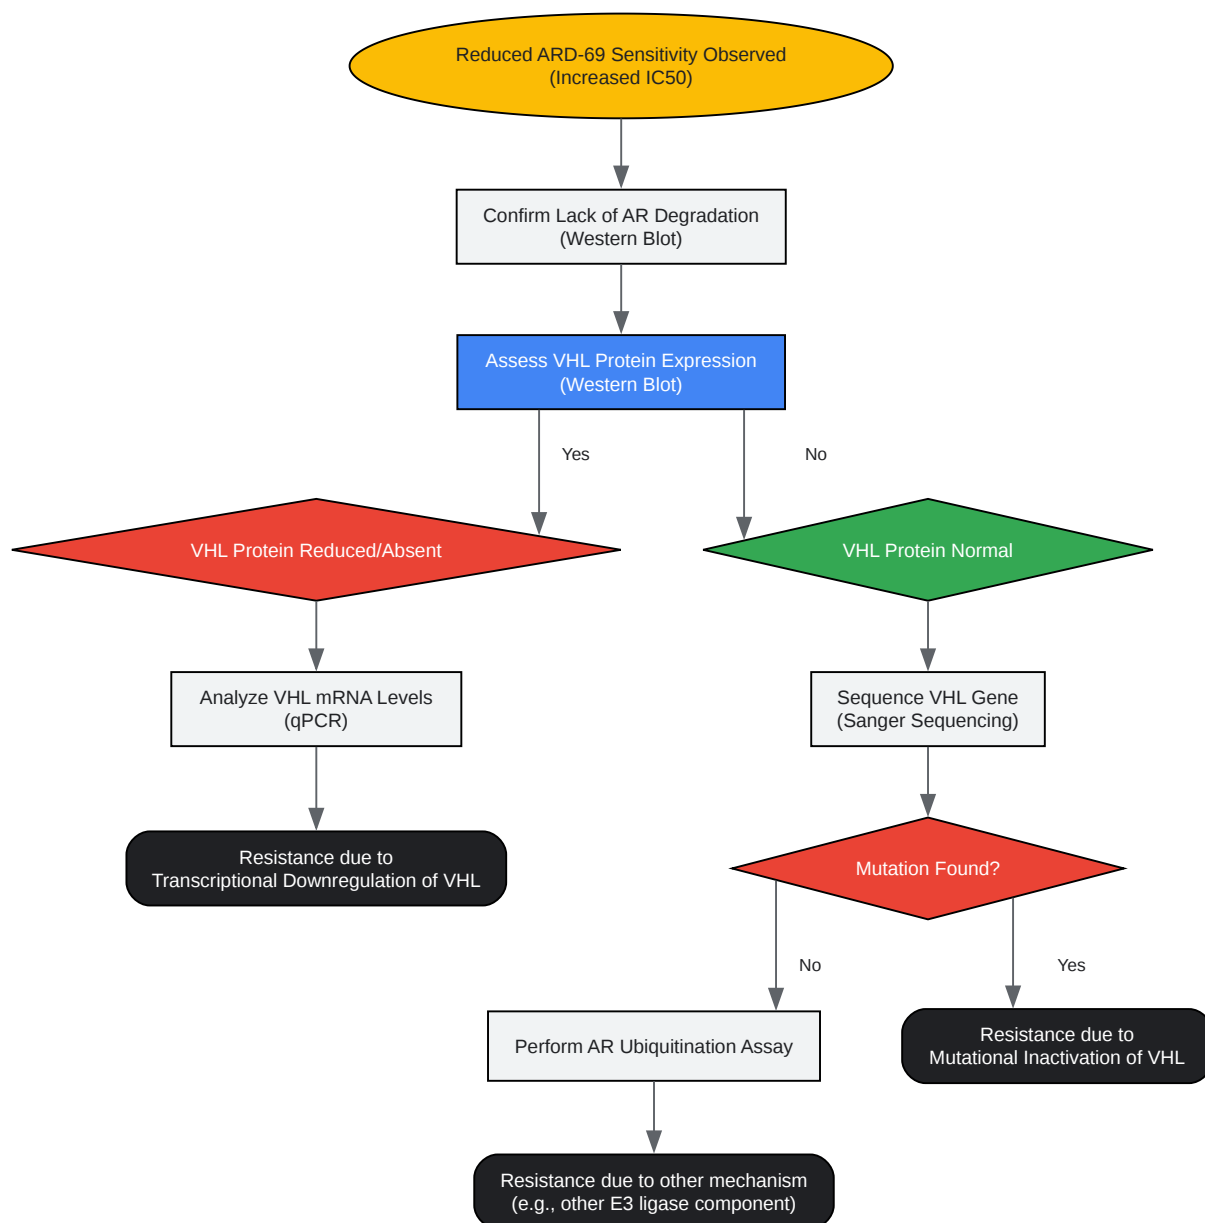 Reduced ARD-69 Sensitivity Observed
(Increased IC50)
Confirm Lack of AR Degradation
(Western Blot)
Assess VHL Protein Expression
(Western Blot)
Yes
No
VHL Protein Reduced/Absent
VHL Protein Normal
Analyze VHL mRNA Levels
(qPCR)
Sequence VHL Gene
(Sanger Sequencing)
Resistance due to
Transcriptional Downregulation of VHL
Mutation Found?
No
Yes
Perform AR Ubiquitination Assay
Resistance due to
Mutational Inactivation of VHL
Resistance due to other mechanism
(e.g., other E3 ligase component)